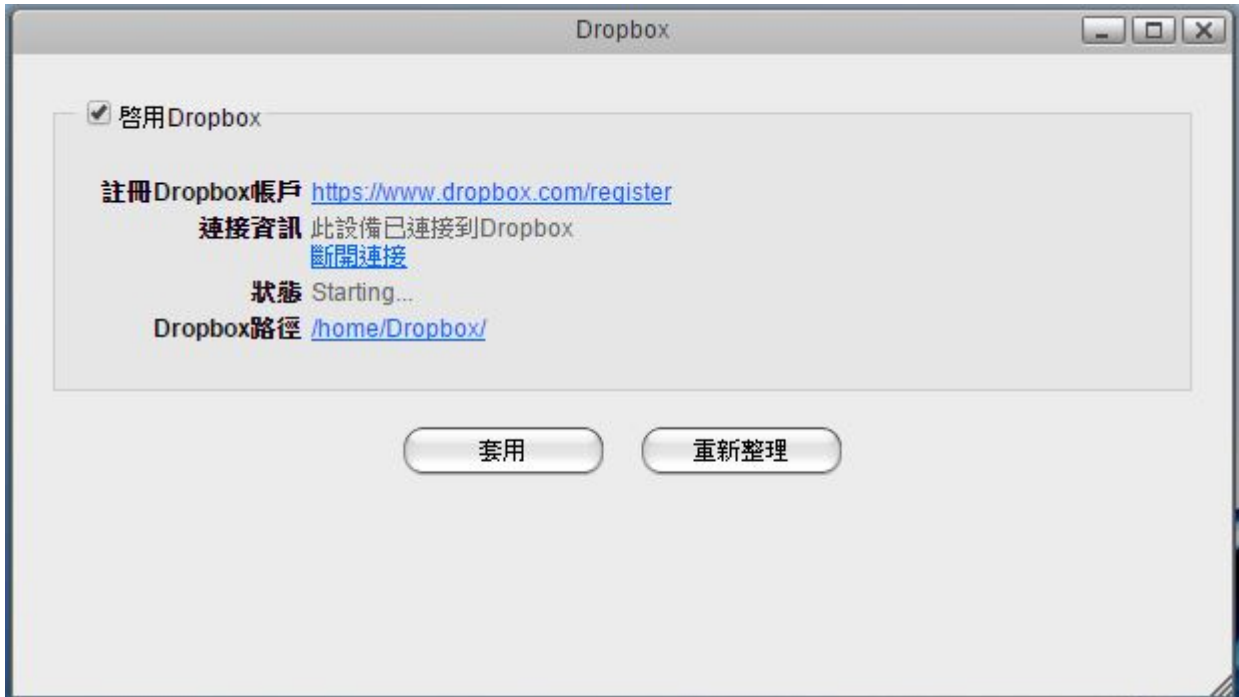 Dropbox
啓用Dropbox
註冊Dropbox帳戶 https://www.dropbox.com/register
連接資訊 此設備已連接到Dropbox
斷開連接
狀態 Starting...
Dropbox路徑 /home/Dropbox/
套用 重新整理